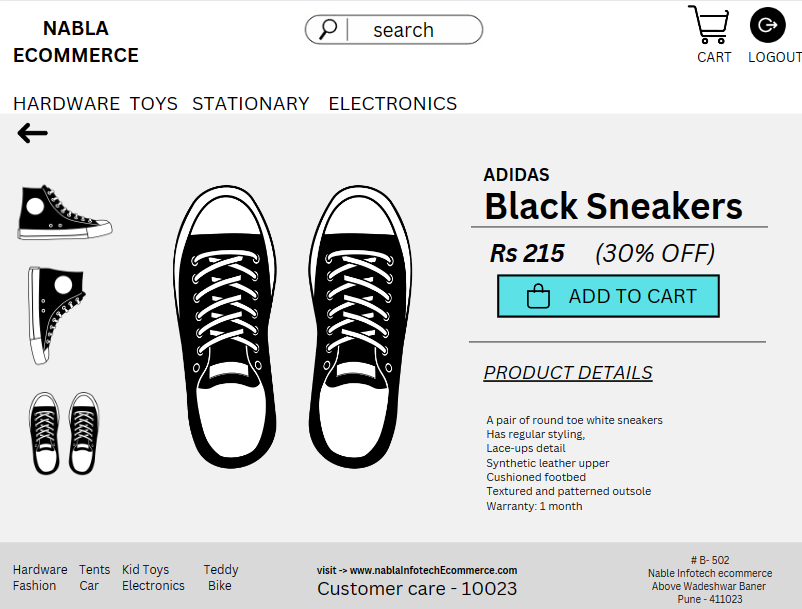 NABLA
ECOMMERCE
search
CART
LOGOUT
HARDWARE TOYS STATIONARY ELECTRONICS
ADIDAS
Black Sneakers
Rs 215 (30% OFF)
ADD TO CART
PRODUCT DETAILS
A pair of round toe white sneakers
Has regular styling,
Lace-ups detail
Synthetic leather upper
Cushioned footbed
Textured and patterned outsole
Warranty: 1 month
Hardware Tents Kid Toys Teddy
Fashion Car Electronics Bike
visit -> www.nablaInfotechEcommerce.com
Customer care - 10023
# B- 502
Nable Infotech ecommerce
Above Wadeshwar Baner
Pune - 411023